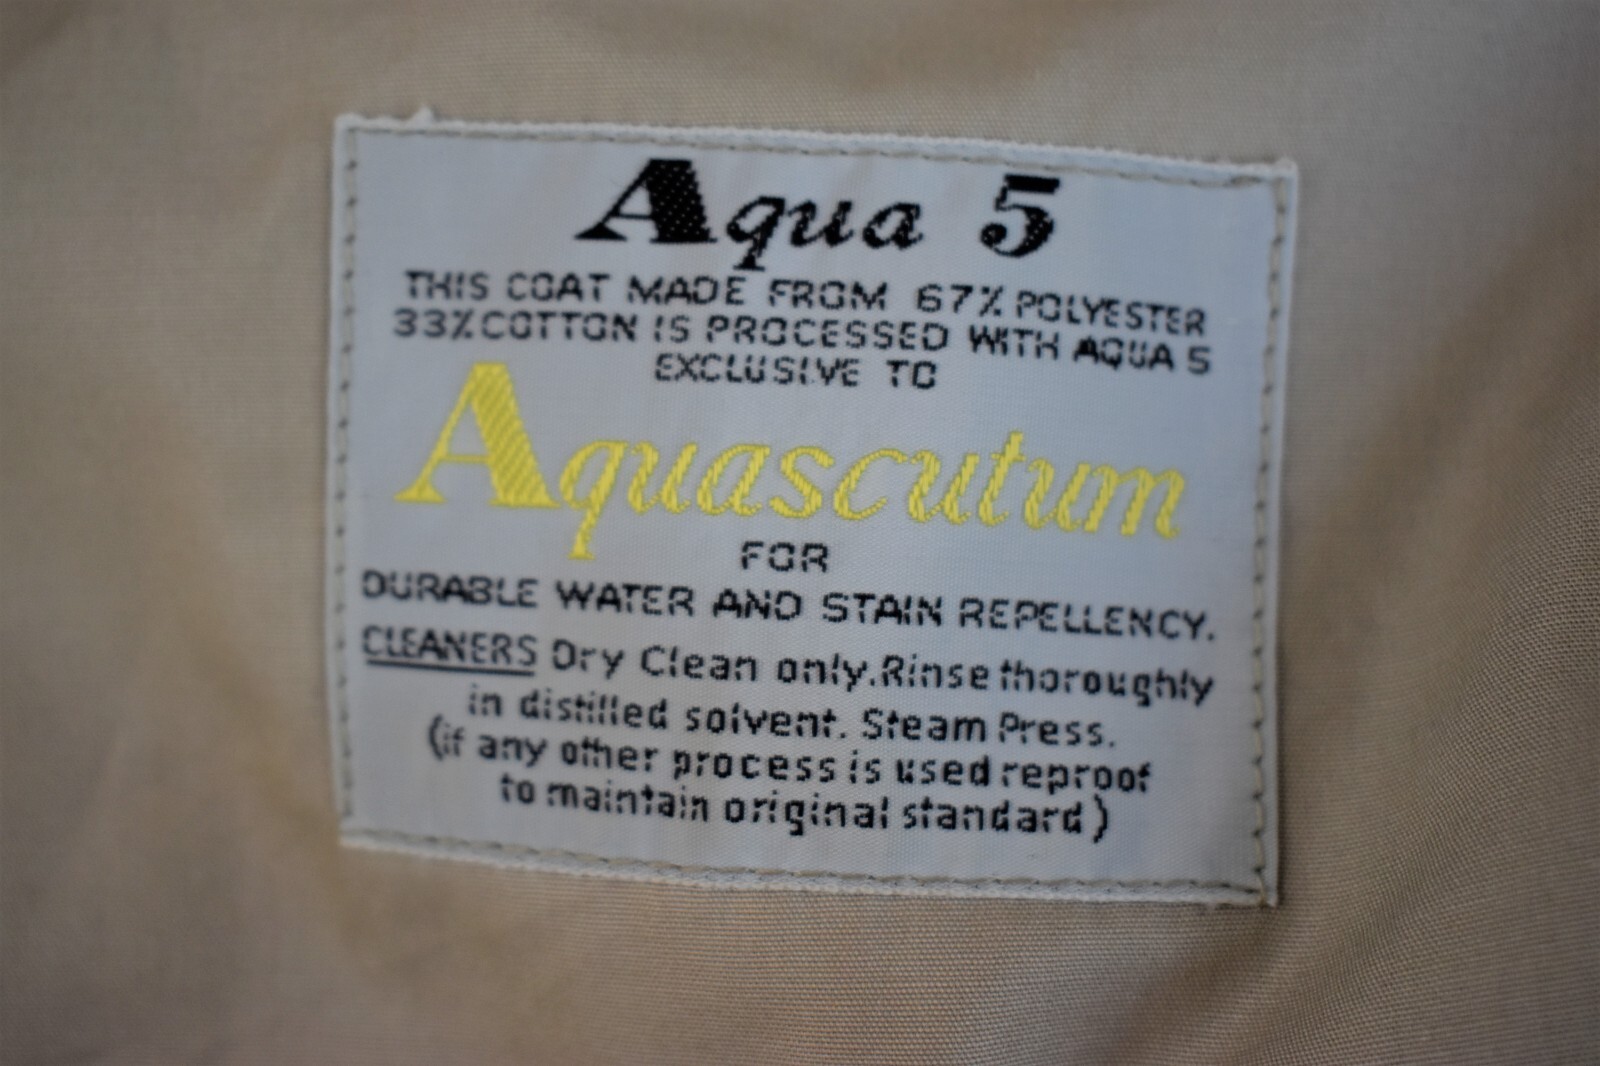 Aqua 5
THIS COAT MADE FROM 67% POLYESTER
33% COTTON IS PROCESSED WITH AQUA 5
EXCLUSIVE TO
Aquascutum
FOR
DURABLE WATER AND STAIN REPELLENCY.
CLEANERS Dry Clean only. Rinse thoroughly
in distilled solvent. Steam Press.
(if any other process is used reproof
to maintain original standard)